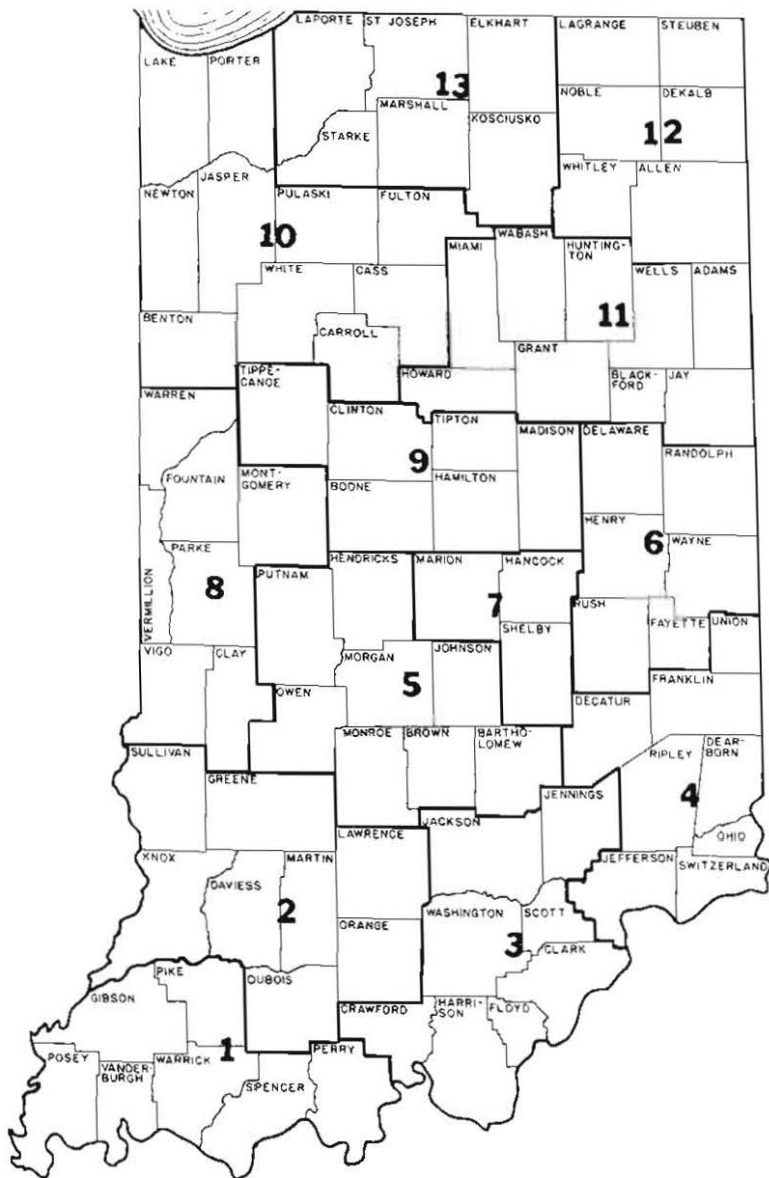 LAPORTE
ST JOSEPH
ELKHART
LAGRANGE
STEUBEN
LAKE
PORTER
13
NOBLE
DEKALB
MARSHALL
KOSCIUSKO
STARKE
12
WHITLEY
ALLEN
JASPER
NEWTON
PULASKI
FULTON
10
WABASH
MIAMI
HUNTING-
TON
WHITE
CASS
WELLS
ADAMS
11
BENTON
CARROLL
GRANT
TIPPE-
CANOE
HOWARD
BLACK-
FORD
JAY
WARREN
CLINTON
TIPTON
MADISON
DELAWARE
9
RANDOLPH
FOUNTAIN
MONT-
GOMERY
BOONE
HAMILTON
HENRY
6
WAYNE
PARKE
HENDRICKS
MARION
HANCOCK
8
PUTNAM
7
VERMILLION
RUSH
FAYETTE
UNION
SHELBY
VIGO
CLAY
MORGAN
JOHNSON
5
FRANKLIN
OWEN
DECATUR
MONROE
BROWN
BARTHO-
LOMEW
RIPLEY
DEAR-
BORN
SULLIVAN
GREENE
JENNINGS
4
JACKSON
OHIO
LAWRENCE
KNOX
MARTIN
JEFFERSON
SWITZERLAND
DAVIESS
2
WASHINGTON
SCOTT
ORANGE
3
CLARK
PIKE
DUBOIS
GIBSON
CRAWFORD
HARRI-
SON
FLOYD
1
POSEY
VANDER-
BURGH
WARRICK
PERRY
SPENCER